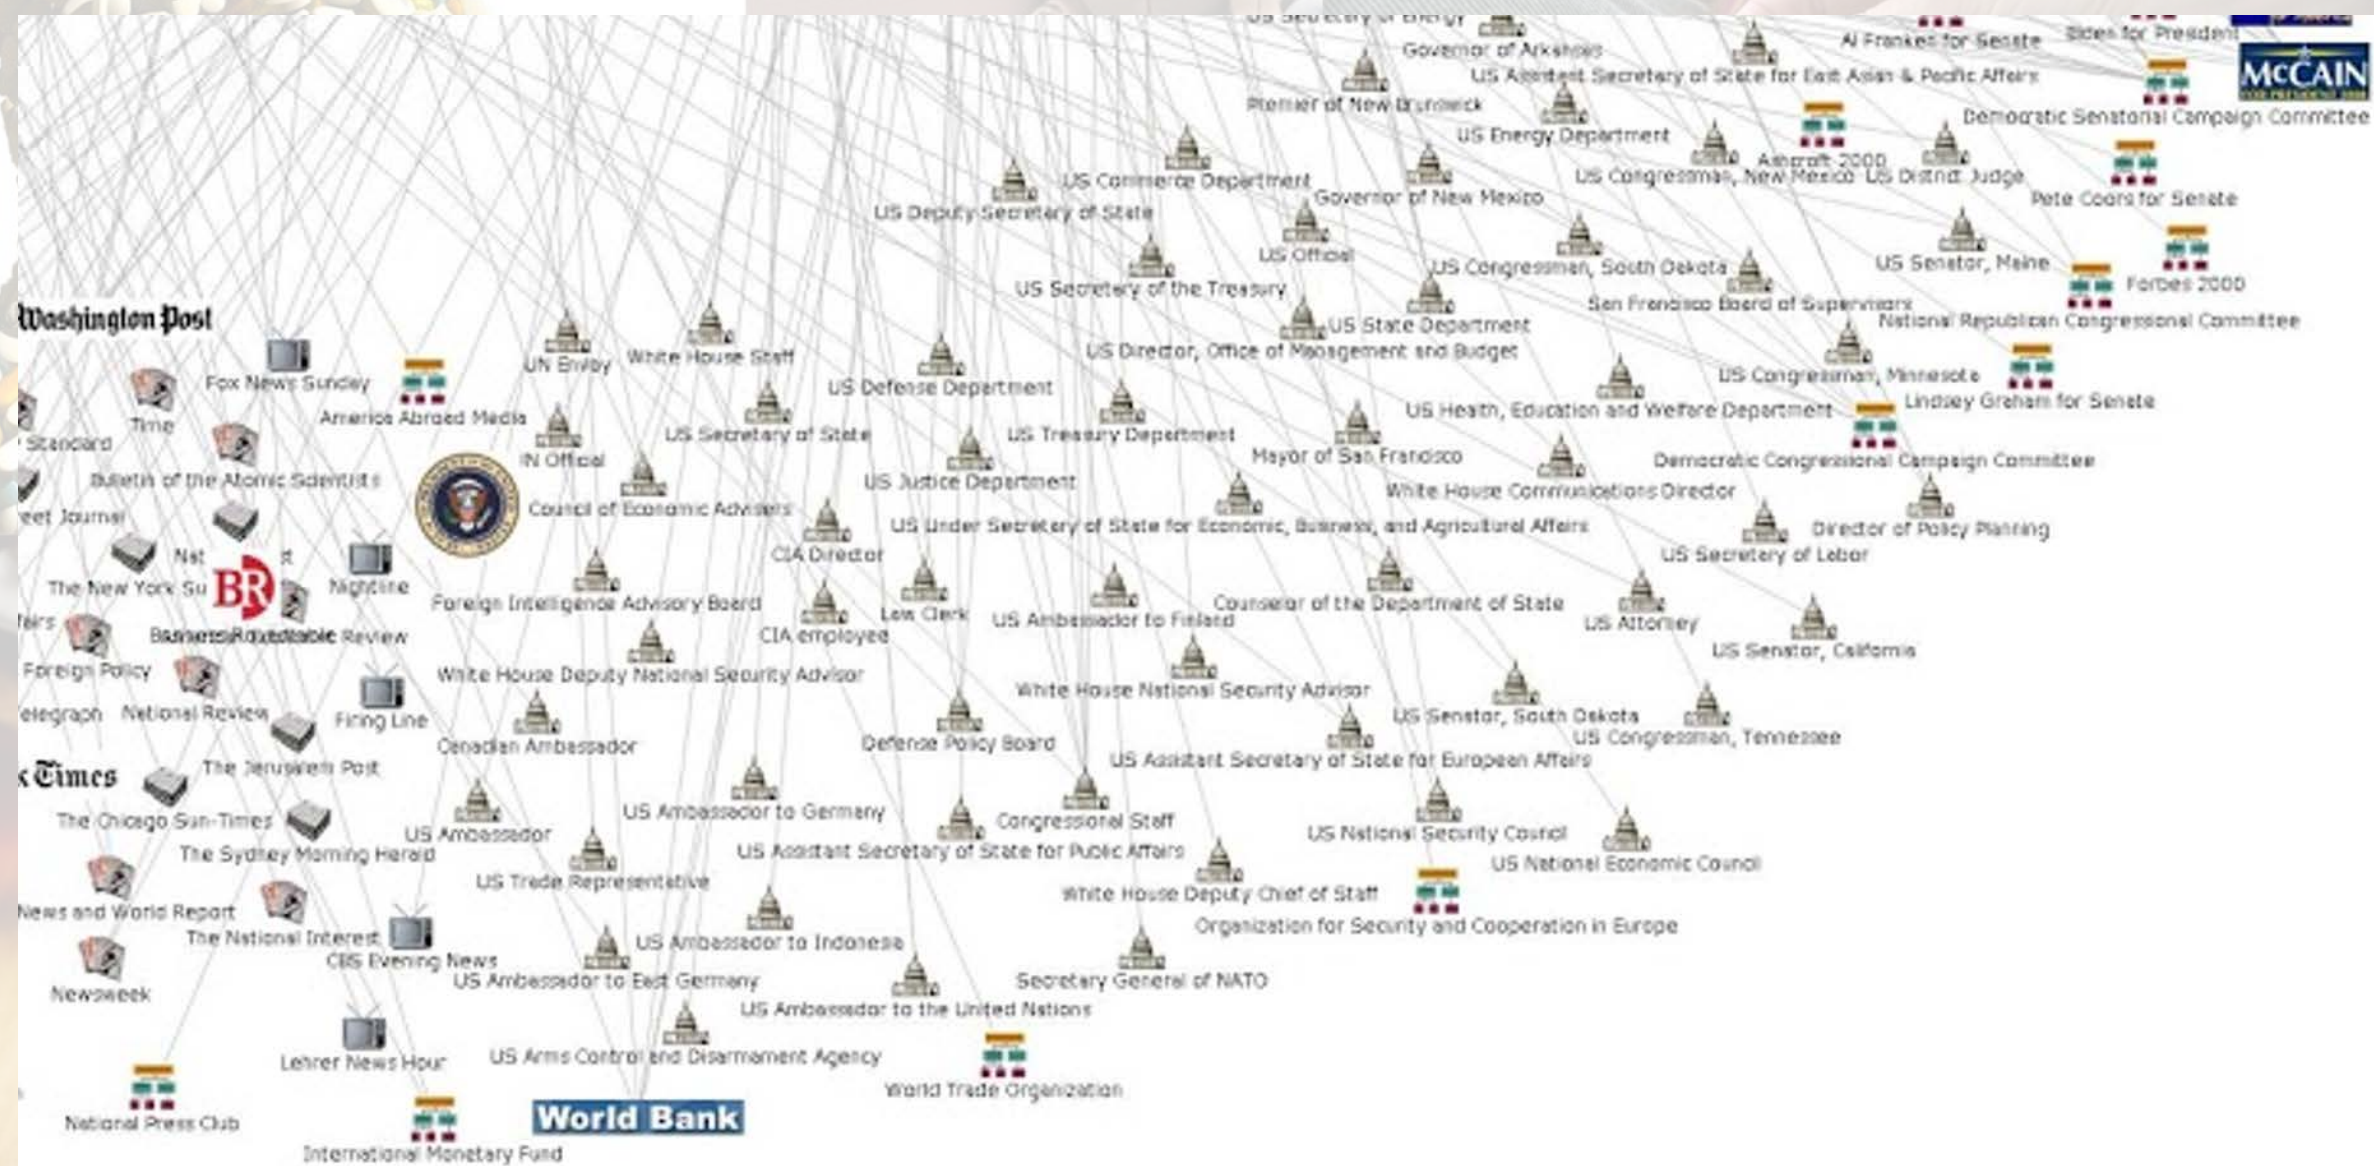 US Secretary of Energy
Governor of Arkansas
Al Franken for Senate
Biden for President
US Assistant Secretary of State for East Asian & Pacific Affairs
McCAIN
Premier of New Brunswick
Democratic Senatorial Campaign Committee
US Energy Department
Ashcroft 2000
US Commerce Department
US Congressman, New Mexico
US District Judge
Governor of New Mexico
Pete Coors for Senate
US Deputy Secretary of State
US Official
US Congressman, South Dakota
US Senator, Maine
US Secretary of the Treasury
San Francisco Board of Supervisors
Forbes 2000
Washington Post
US State Department
National Republican Congressional Committee
UN Envoy
White House Staff
US Director, Office of Management and Budget
Fox News Sunday
US Defense Department
US Congressman, Minnesota
America Abroad Media
US Health, Education and Welfare Department
Lindsey Graham for Senate
Time
US Secretary of State
US Treasury Department
Standard
IN Official
Mayor of San Francisco
Democratic Congressional Campaign Committee
Bulletin of the Atomic Scientists
US Justice Department
White House Communications Director
eet Journal
Council of Economic Advisers
US Under Secretary of State for Economic, Business, and Agricultural Affairs
Director of Policy Planning
Nat
st
CIA Director
US Secretary of Labor
The New York Su
BR
Nightline
Foreign Intelligence Advisory Board
Law Clerk
US Ambassador to Finland
Counselor of the Department of State
US Attorney
fairs
Review
CIA employee
US Senator, California
Foreign Policy
White House Deputy National Security Advisor
White House National Security Advisor
elegraph
National Review
Firing Line
US Senator, South Dakota
Canadian Ambassador
Defense Policy Board
US Congressman, Tennessee
US Assistant Secretary of State for European Affairs
k Times
The Jerusalem Post
The Chicago Sun-Times
US Ambassador to Germany
Congressional Staff
US Ambassador
US National Security Council
The Sydney Morning Herald
US Assistant Secretary of State for Public Affairs
US National Economic Council
US Trade Representative
White House Deputy Chief of Staff
News and World Report
The National Interest
US Ambassador to Indonesia
Organization for Security and Cooperation in Europe
CBS Evening News
US Ambassador to East Germany
Secretary General of NATO
Newsweek
US Ambassador to the United Nations
Lehrer News Hour
US Arms Control and Disarmament Agency
World Trade Organization
National Press Club
World Bank
International Monetary Fund